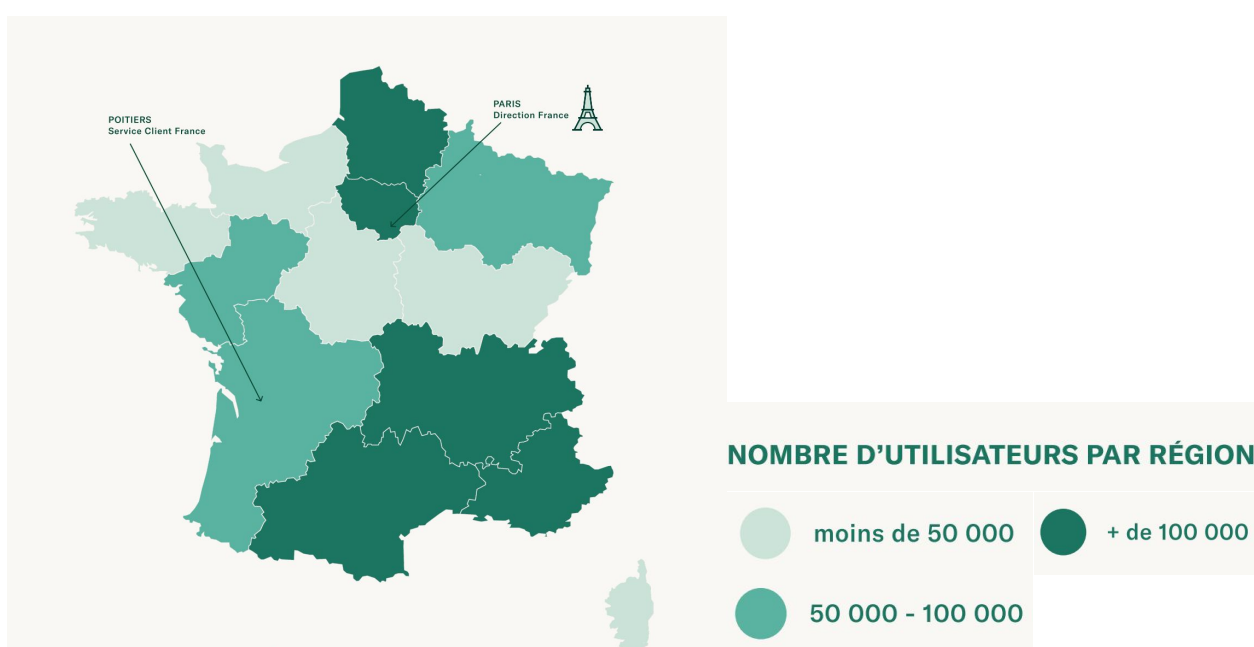 POITIERS
Service Client France
PARIS
Direction France
NOMBRE D’UTILISATEURS PAR RÉGION
moins de 50 000
+ de 100 000
50 000 - 100 000